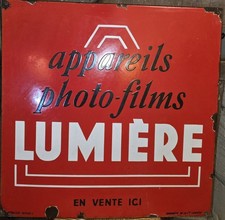 appareils
photo-films
LUMIÈRE
EN VENTE ICI